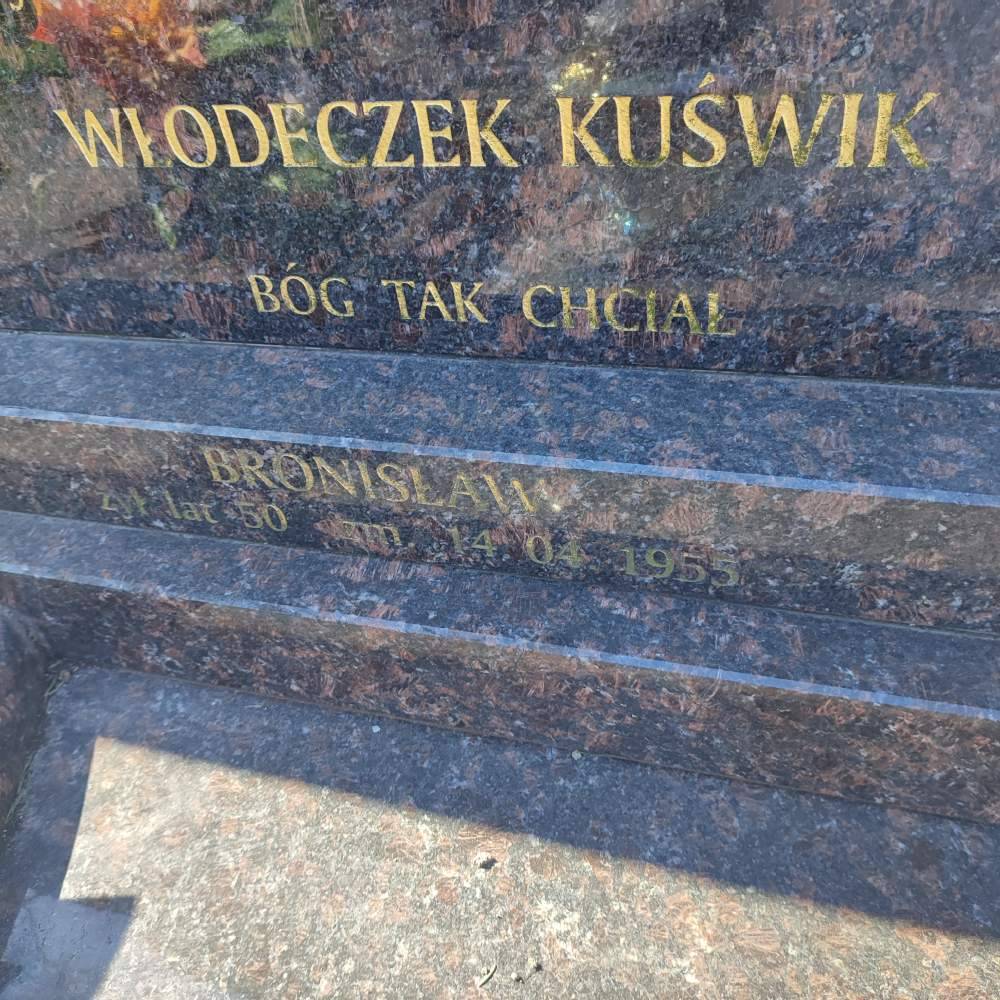 WŁODECZEK KUŚWIK
BÓG TAK CHCIAŁ
BRONISŁAW
żył lat 50 zm 14 04 1955